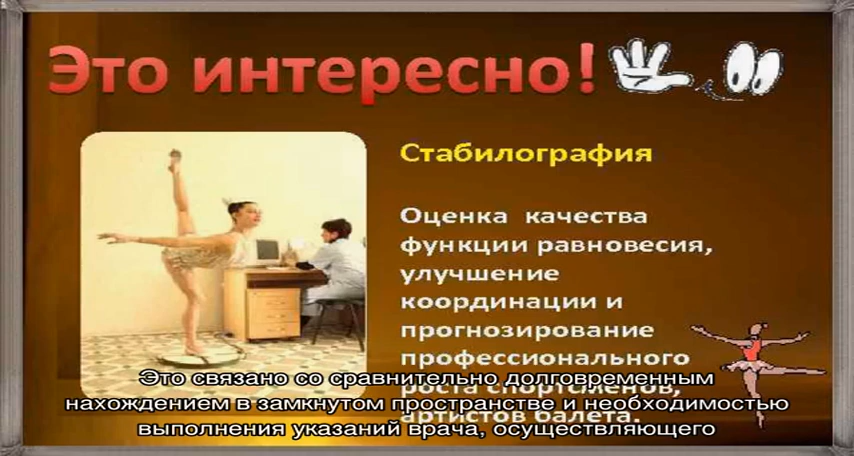 Это интересно!
Стабилография
Оценка качества
функции равновесия,
улучшение
координации и
прогнозирование
профессионального
роста спортсменов,
артистов балета.
Это связано со сравнительно долговременным
нахождением в замкнутом пространстве и необходимостью
выполнения указаний врача, осуществляющего